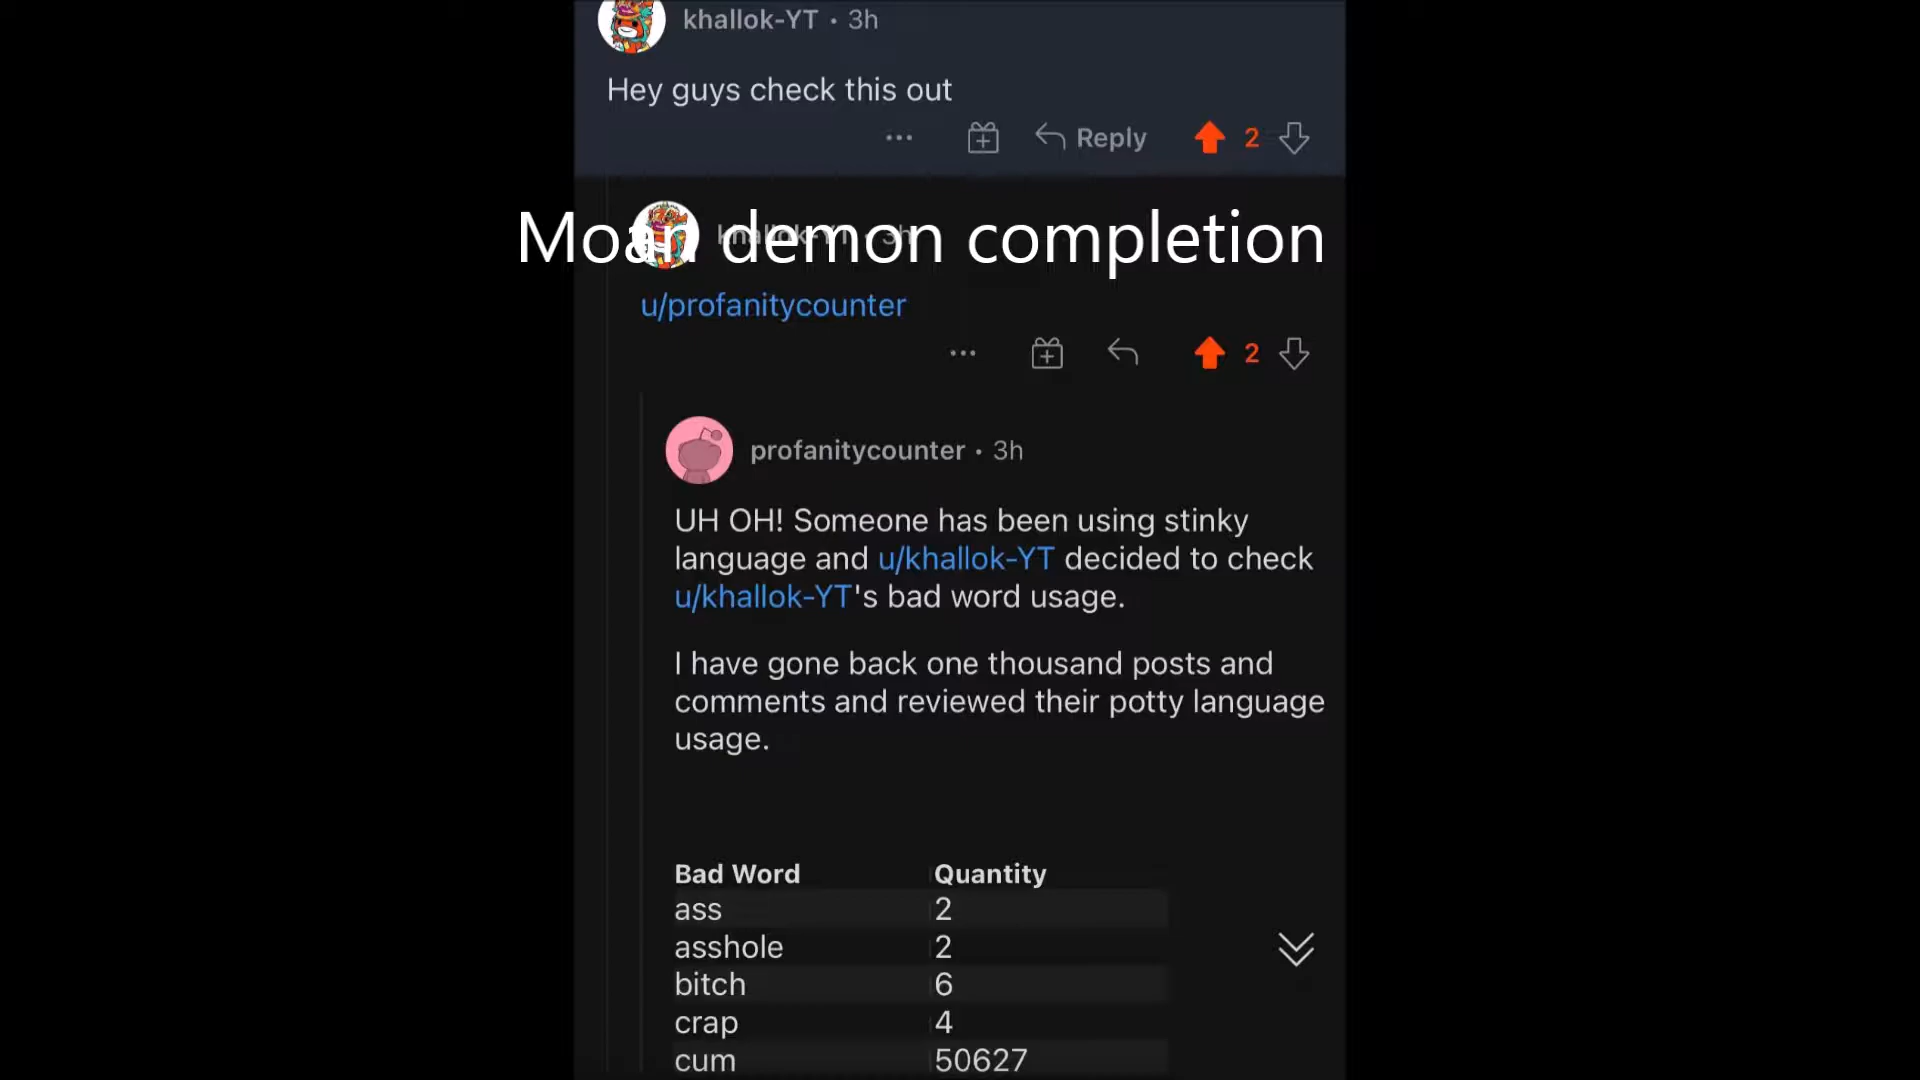 khallok-YT • 3h
Hey guys check this out
Reply 2
Moan demon completion
khallok-YT • 3h
u/profanitycounter
2
profanitycounter • 3h
UH OH! Someone has been using stinky
language and u/khallok-YT decided to check
u/khallok-YT's bad word usage.
I have gone back one thousand posts and
comments and reviewed their potty language
usage.
Bad Word Quantity
ass 2
asshole 2
bitch 6
crap 4
cum 50627